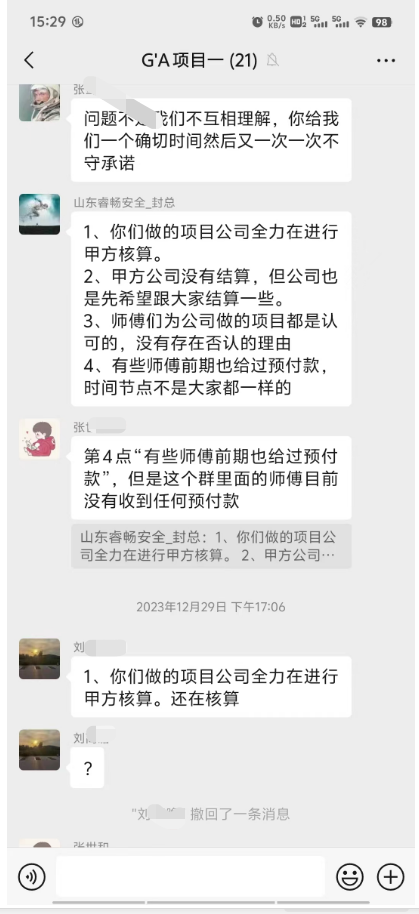 15:29
0.50
KB/s
HD
5G
5G
98
G'A项目一 (21)
张
问题不是我们不互相理解，你给我
们一个确切时间然后又一次一次不
守承诺
山东睿畅安全_封总
1、你们做的项目公司全力在进行
甲方核算。
2、甲方公司没有结算，但公司也
是先希望跟大家结算一些。
3、师傅们为公司做的项目都是认
可的，没有存在否认的理由
4、有些师傅前期也给过预付款，
时间节点不是大家都一样的
张
第4点“有些师傅前期也给过预付
款”，但是这个群里面的师傅目前
没有收到任何预付款
山东睿畅安全_封总：1、你们做的项目公
司全力在进行甲方核算。 2、甲方公司…
2023年12月29日 下午17:06
刘
1、你们做的项目公司全力在进行
甲方核算。还在核算
刘
？
“刘 撤回了一条消息